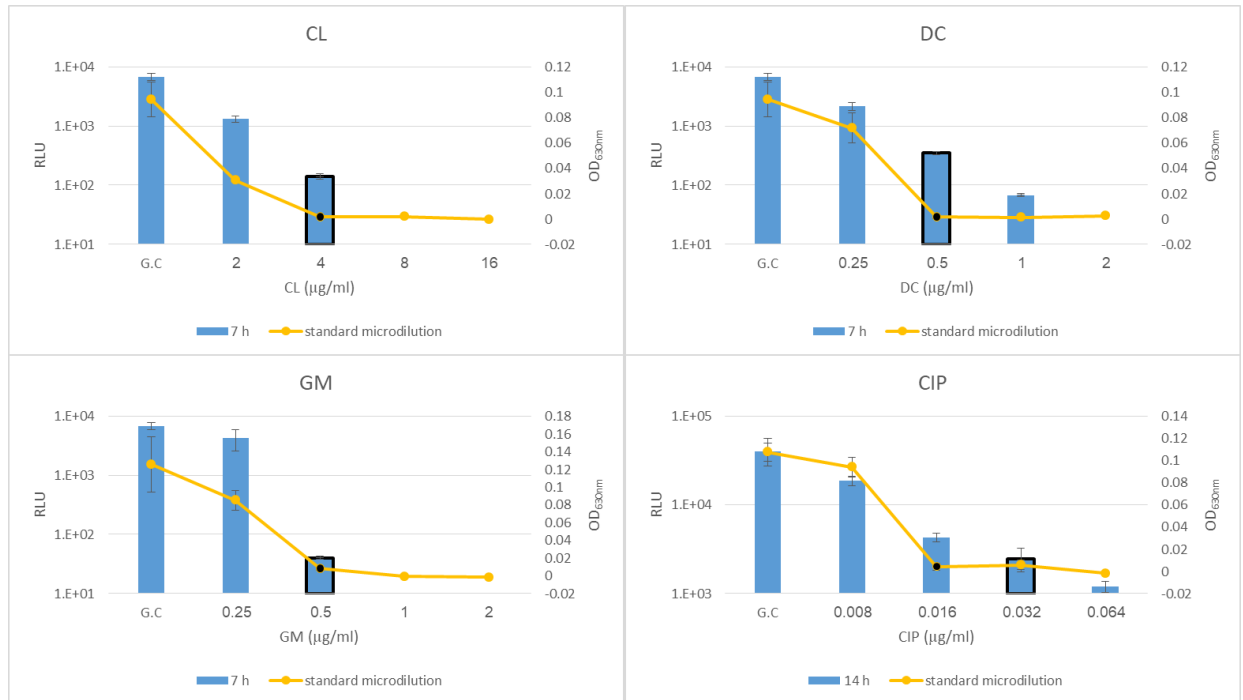 CL
1.E+04
1.E+03
1.E+02
1.E+01
RLU
0.12
0.1
0.08
0.06
0.04
0.02
0
-0.02
OD630nm
G.C 2 4 8 16
CL (µg/ml)
7 h standard microdilution
DC
1.E+04
1.E+03
1.E+02
1.E+01
RLU
0.12
0.1
0.08
0.06
0.04
0.02
0
-0.02
OD630nm
G.C 0.25 0.5 1 2
DC (µg/ml)
7 h standard microdilution
GM
1.E+04
1.E+03
1.E+02
1.E+01
RLU
0.18
0.16
0.14
0.12
0.1
0.08
0.06
0.04
0.02
0
-0.02
OD630nm
G.C 0.25 0.5 1 2
GM (µg/ml)
7 h standard microdilution
CIP
1.E+05
1.E+04
1.E+03
RLU
0.14
0.12
0.1
0.08
0.06
0.04
0.02
0
-0.02
OD630nm
G.C 0.008 0.016 0.032 0.064
CIP (µg/ml)
14 h standard microdilution